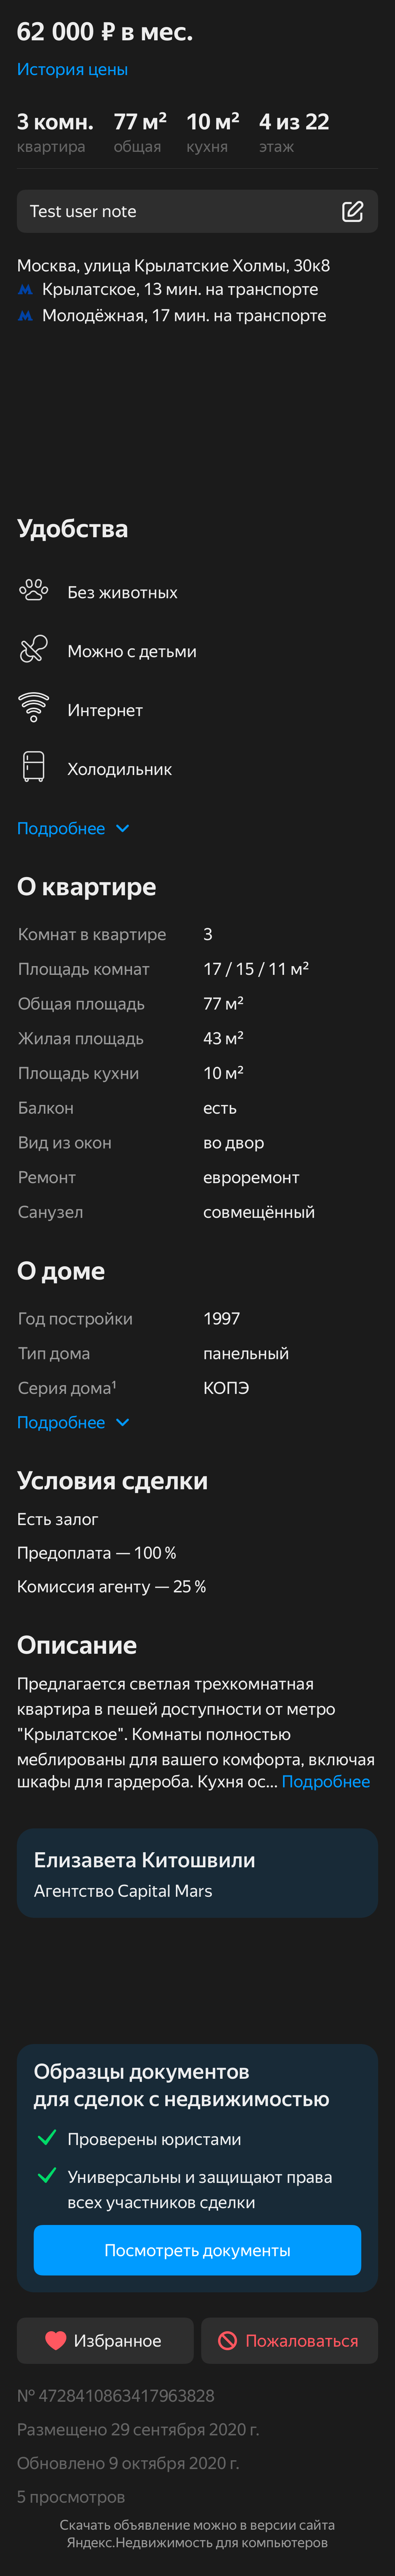 62 000 ₽ в мес.
История цены
3 комн. 77 м² 10 м² 4 из 22
квартира общая кухня этаж
Test user note
Москва, улица Крылатские Холмы, 30к8
Крылатское, 13 мин. на транспорте
Молодёжная, 17 мин. на транспорте
Удобства
Без животных
Можно с детьми
Интернет
Холодильник
Подробнее
О квартире
Комнат в квартире 3
Площадь комнат 17 / 15 / 11 м²
Общая площадь 77 м²
Жилая площадь 43 м²
Площадь кухни 10 м²
Балкон есть
Вид из окон во двор
Ремонт евроремонт
Санузел совмещённый
О доме
Год постройки 1997
Тип дома панельный
Серия дома¹ КОПЭ
Подробнее
Условия сделки
Есть залог
Предоплата — 100 %
Комиссия агенту — 25 %
Описание
Предлагается светлая трехкомнатная
квартира в пешей доступности от метро
"Крылатское". Комнаты полностью
меблированы для вашего комфорта, включая
шкафы для гардероба. Кухня ос... Подробнее
Елизавета Китошвили
Агентство Capital Mars
Образцы документов
для сделок с недвижимостью
Проверены юристами
Универсальны и защищают права
всех участников сделки
Посмотреть документы
Избранное Пожаловаться
№ 4728410863417963828
Размещено 29 сентября 2020 г.
Обновлено 9 октября 2020 г.
5 просмотров
Скачать объявление можно в версии сайта
Яндекс.Недвижимость для компьютеров